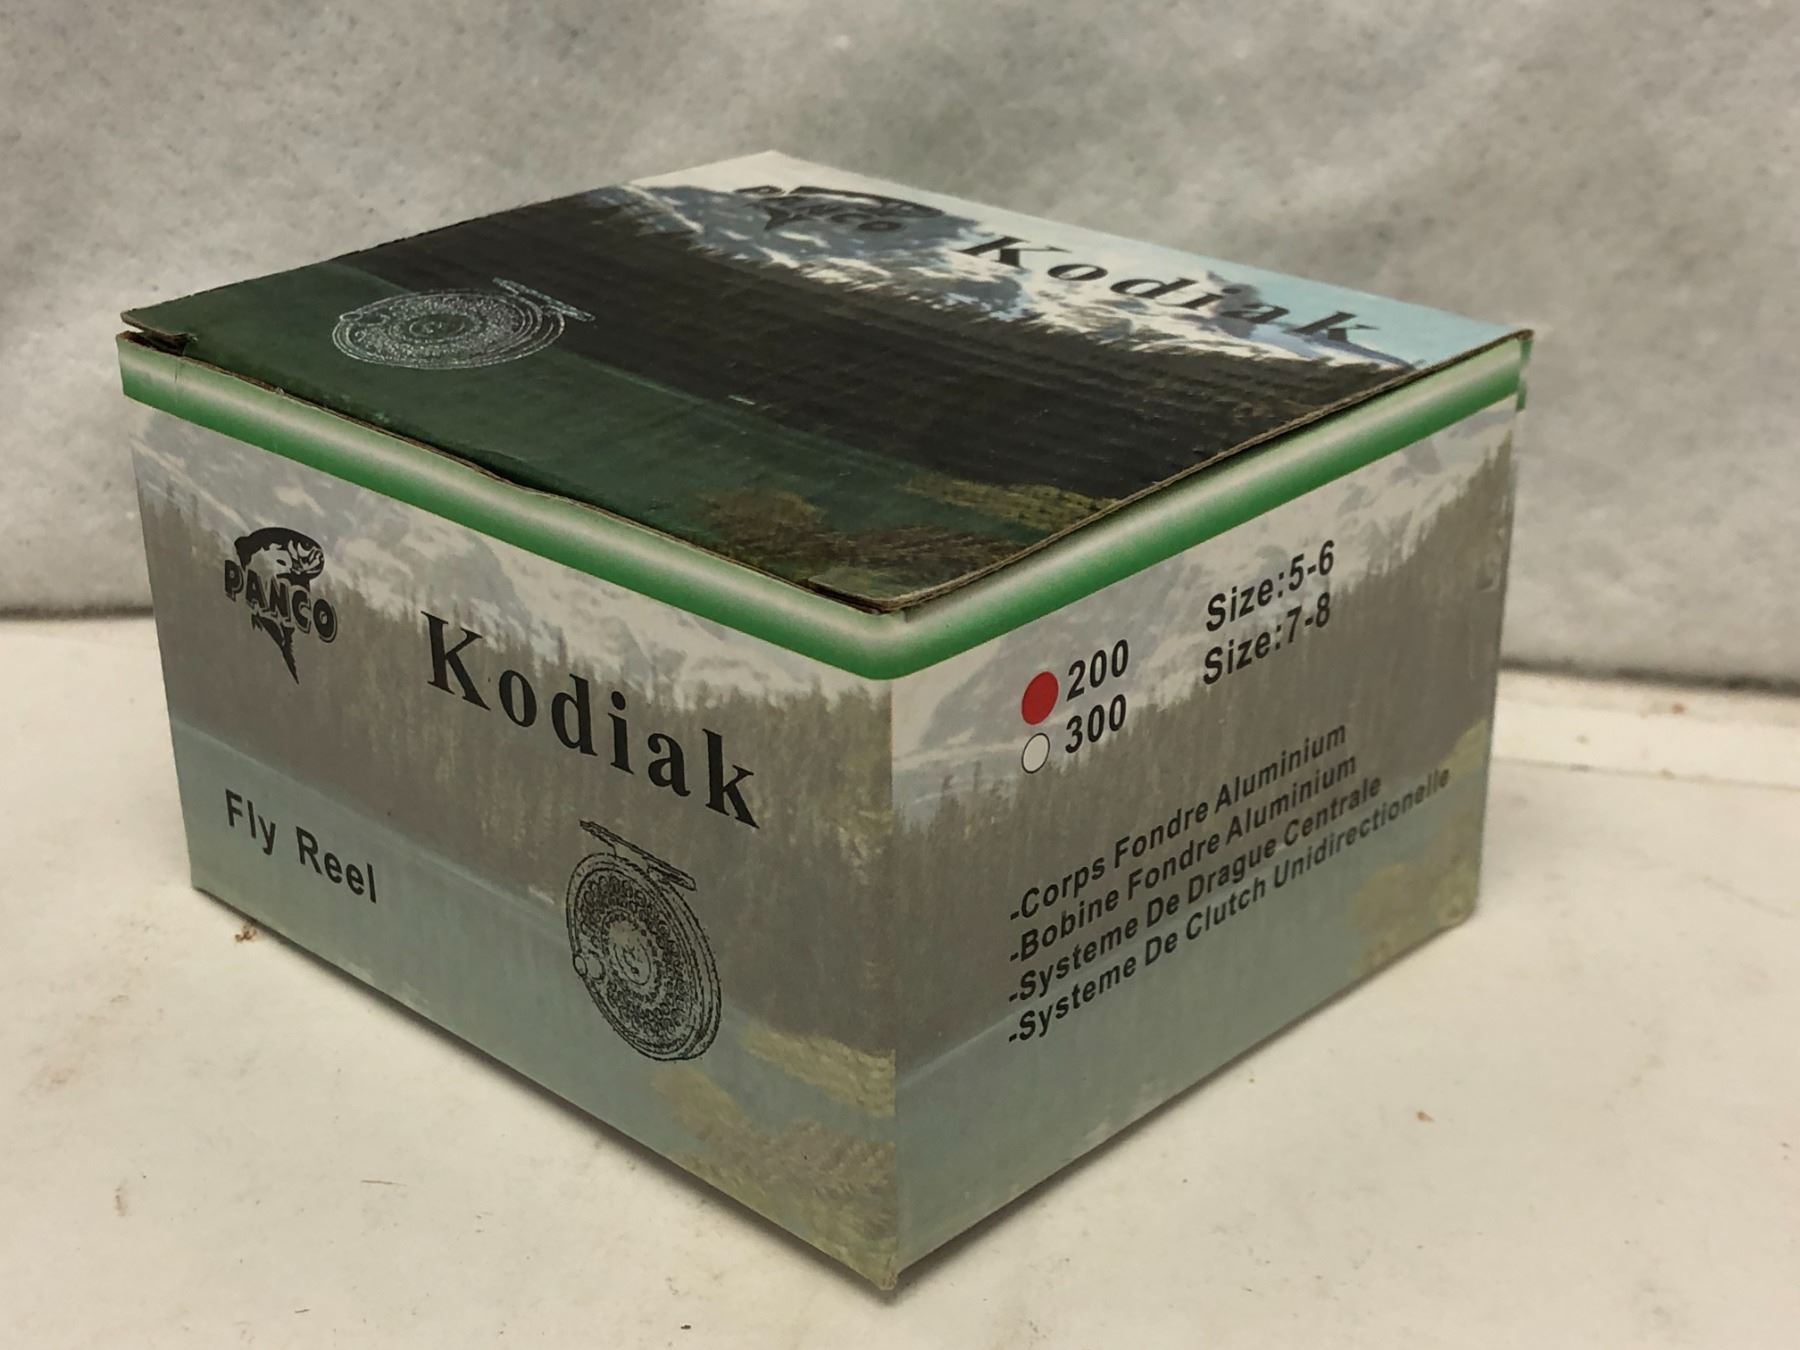 PANCO
Kodiak
PANCO
Kodiak
Fly Reel
200 Size:5-6
300 Size:7-8
-Corps Fondre Aluminium
-Bobine Fondre Aluminium
-Systeme De Drague Centrale
-Systeme De Clutch Unidirectionelle